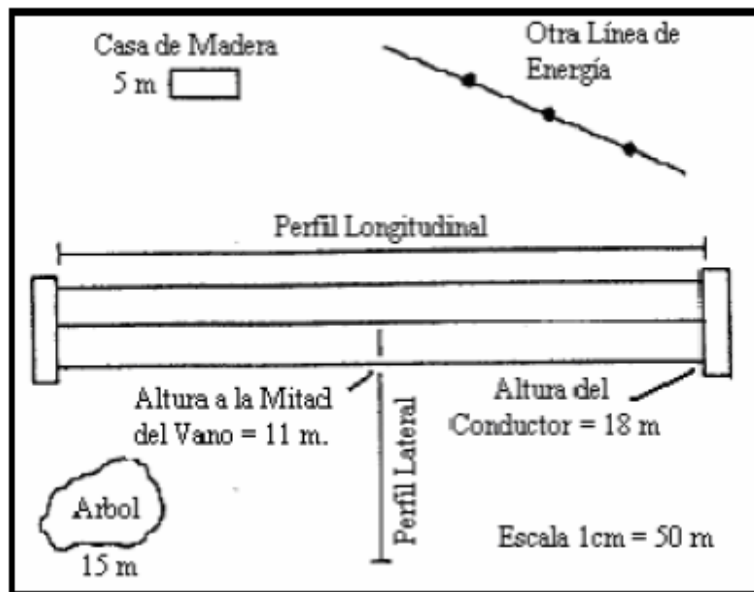 Casa de Madera
5 m
Otra Línea de
Energía
Perfil Longitudinal
Altura a la Mitad
del Vano = 11 m.
Perfil Lateral
Altura del
Conductor = 18 m
Arbol
15 m
Escala 1cm = 50 m